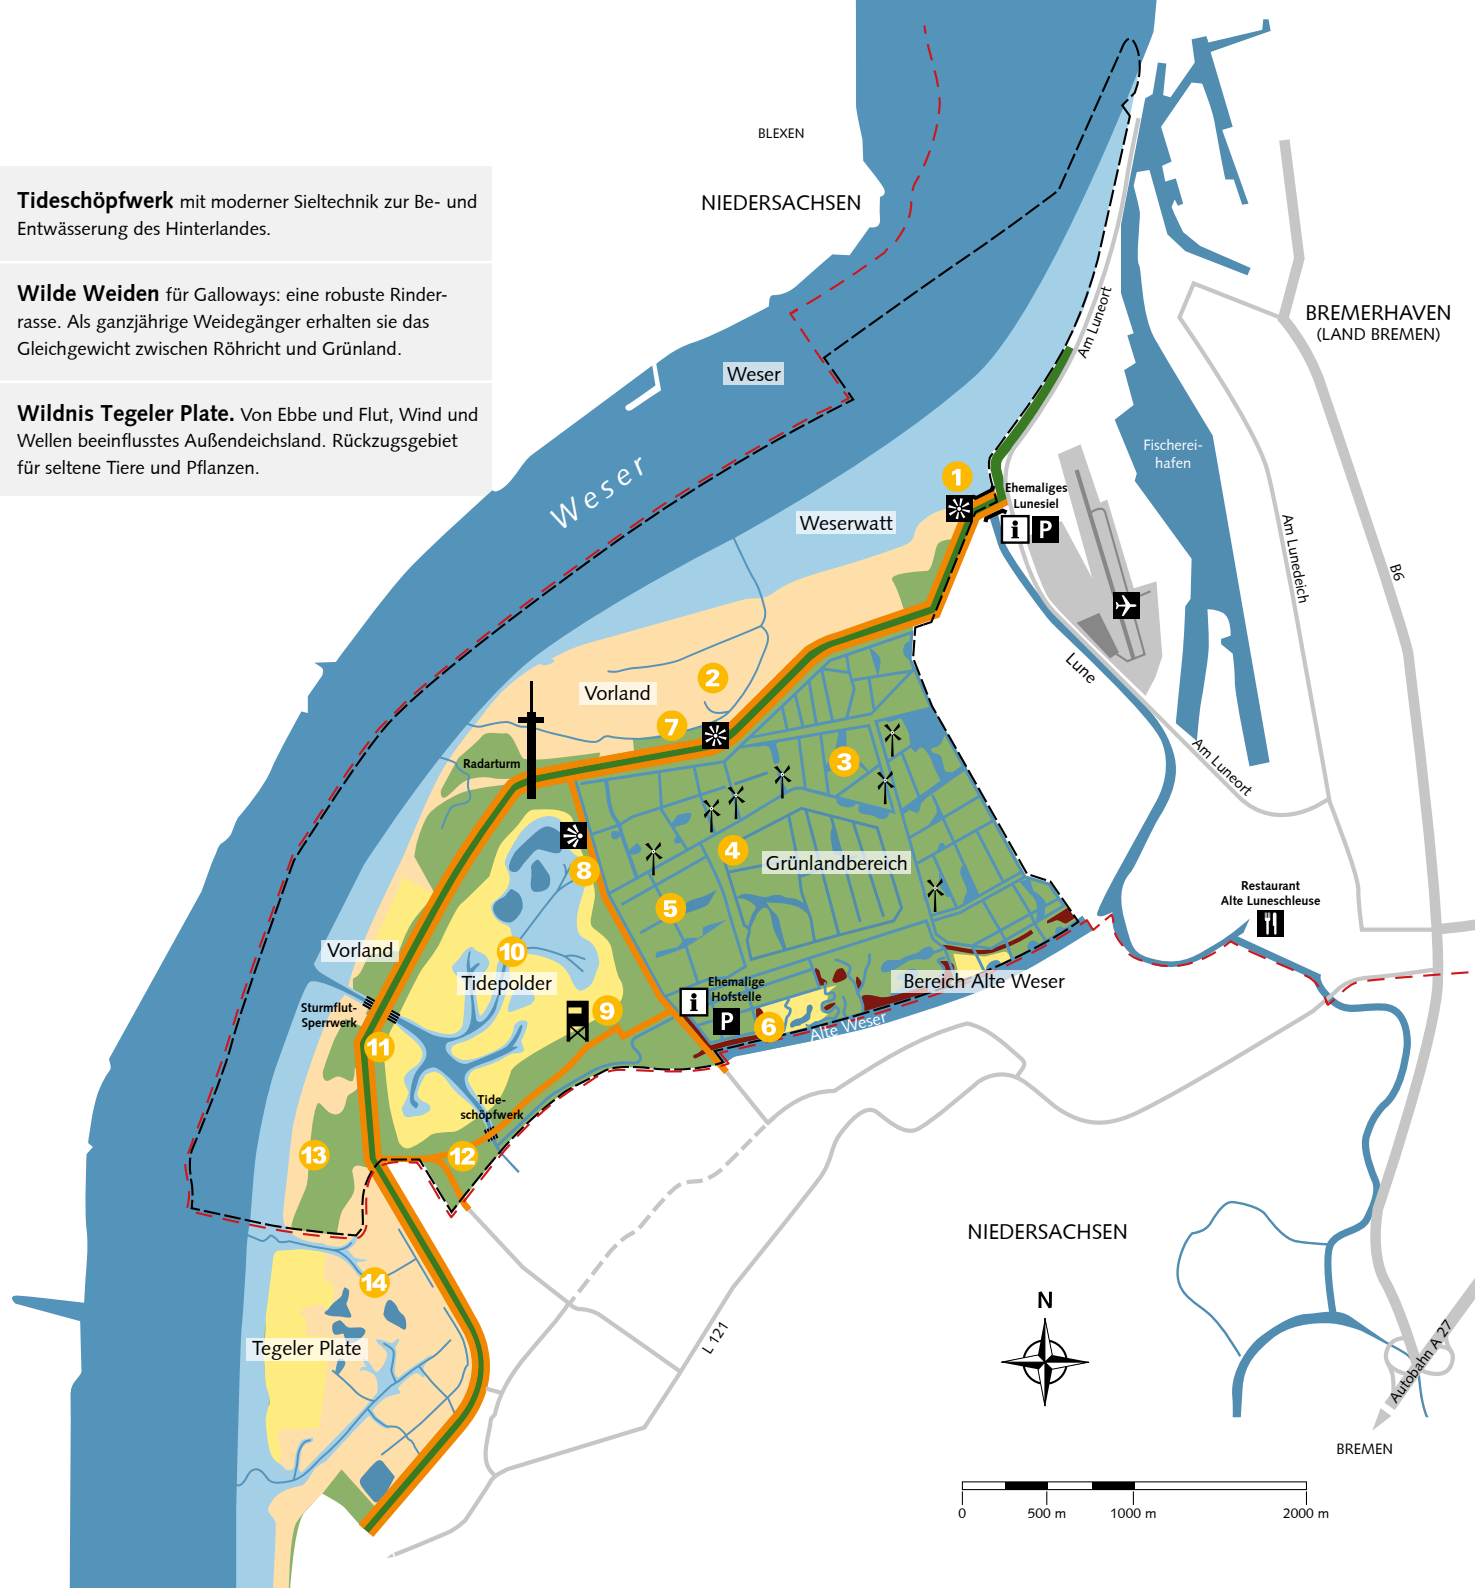 BLEXEN
NIEDERSACHSEN
Tideschöpfwerk mit moderner Sieltechnik zur Be- und
Entwässerung des Hinterlandes.
Wilde Weiden für Galloways: eine robuste Rinder-
rasse. Als ganzjährige Weidegänger erhalten sie das
Gleichgewicht zwischen Röhricht und Grünland.
Wildnis Tegeler Plate. Von Ebbe und Flut, Wind und
Wellen beeinflusstes Außendeichsland. Rückzugsgebiet
für seltene Tiere und Pflanzen.
BREMERHAVEN
(LAND BREMEN)
Am Luneort
Weser
Weser
Fischerei-
hafen
1
Ehemaliges
Lunesiel
i P
Weserwatt
Am Lunedeich
B6
Lune
2
Vorland
7
Radarturm
3
Am Luneort
4
Grünlandbereich
8
5
Restaurant
Alte Luneschleuse
Vorland
10
Tidepolder
Ehemalige
Hofstelle
i
P
Bereich Alte Weser
Sturmflut-
Sperrwerk
9
6
Alte Weser
11
Tide-
schöpfwerk
13
12
NIEDERSACHSEN
14
Tegeler Plate
N
L 121
Autobahn A 27
BREMEN
0
500 m
1000 m
2000 m